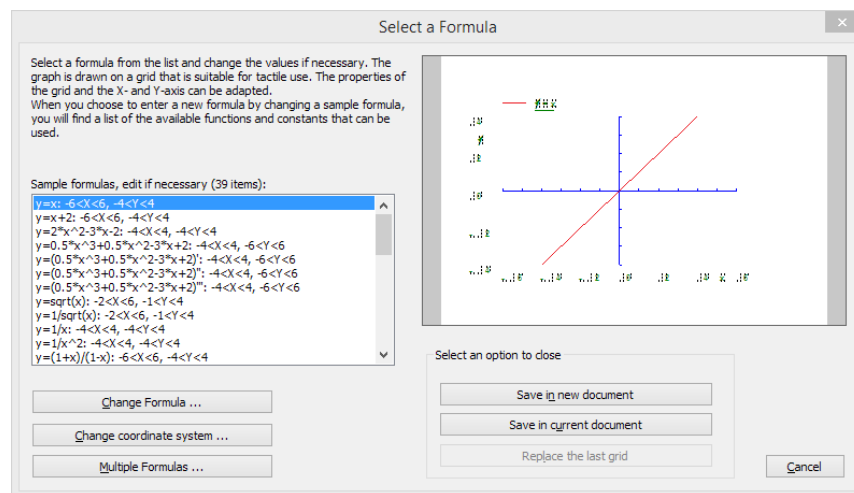 Select a Formula
Select a formula from the list and change the values if necessary. The
graph is drawn on a grid that is suitable for tactile use. The properties of
the grid and the X- and Y-axis can be adapted.
When you choose to enter a new formula by changing a sample formula,
you will find a list of the available functions and constants that can be
used.
Sample formulas, edit if necessary (39 items):
y=x: -6<X<6, -4<Y<4
y=x+2: -6<X<6, -4<Y<4
y=2*x^2-3*x-2: -4<X<4, -4<Y<4
y=0.5*x^3+0.5*x^2-3*x+2: -4<X<4, -6<Y<6
y=(0.5*x^3+0.5*x^2-3*x+2)': -4<X<4, -6<Y<6
y=(0.5*x^3+0.5*x^2-3*x+2)'': -4<X<4, -6<Y<6
y=(0.5*x^3+0.5*x^2-3*x+2)''': -4<X<4, -6<Y<6
y=sqrt(x): -2<X<6, -1<Y<4
y=1/sqrt(x): -2<X<6, -1<Y<4
y=1/x: -4<X<4, -4<Y<4
y=1/x^2: -4<X<4, -4<Y<4
y=(1+x)/(1-x): -6<X<6, -4<Y<4
Change Formula ...
Change coordinate system ...
Multiple Formulas ...
Select an option to close
Save in new document
Save in current document
Replace the last grid
Cancel